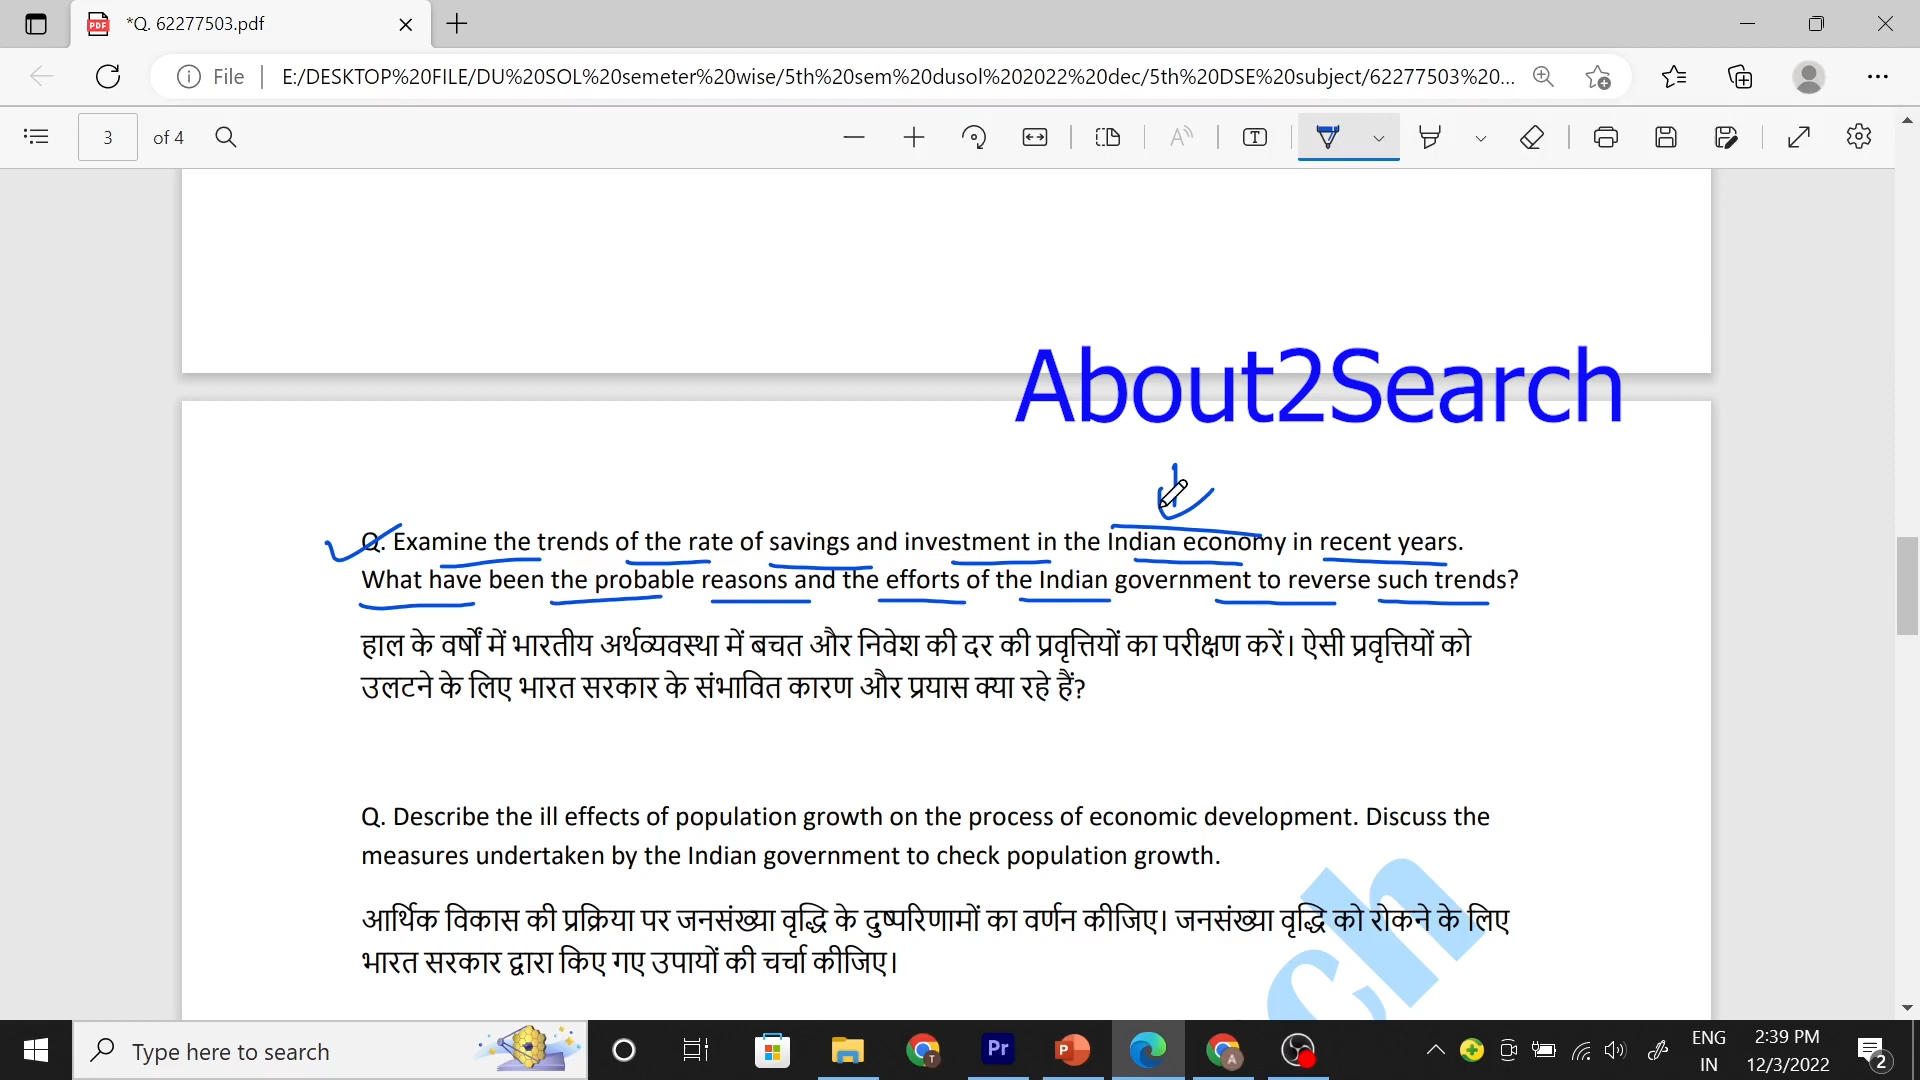 *Q. 62277503.pdf
File
E:/DESKTOP%20FILE/DU%20SOL%20semeter%20wise/5th%20sem%20dusol%202022%20dec/5th%20DSE%20subject/62277503%20...
3 of 4
About2Search
Q. Examine the trends of the rate of savings and investment in the Indian economy in recent years.
What have been the probable reasons and the efforts of the Indian government to reverse such trends?
हाल के वर्षों में भारतीय अर्थव्यवस्था में बचत और निवेश की दर की प्रवृत्तियों का परीक्षण करें। ऐसी प्रवृत्तियों को
उलटने के लिए भारत सरकार के संभावित कारण और प्रयास क्या रहे हैं?
Q. Describe the ill effects of population growth on the process of economic development. Discuss the
measures undertaken by the Indian government to check population growth.
आर्थिक विकास की प्रक्रिया पर जनसंख्या वृद्धि के दुष्परिणामों का वर्णन कीजिए। जनसंख्या वृद्धि को रोकने के लिए
भारत सरकार द्वारा किए गए उपायों की चर्चा कीजिए।
ch
Type here to search
T
Pr
P
A
ENG
IN
2:39 PM
12/3/2022
2